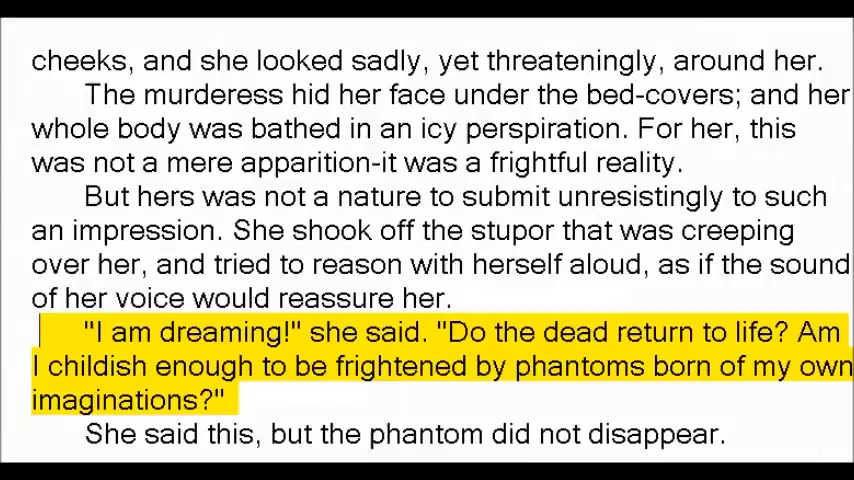 cheeks, and she looked sadly, yet threateningly, around her.
The murderess hid her face under the bed-covers; and her
whole body was bathed in an icy perspiration. For her, this
was not a mere apparition-it was a frightful reality.
But hers was not a nature to submit unresistingly to such
an impression. She shook off the stupor that was creeping
over her, and tried to reason with herself aloud, as if the sound
of her voice would reassure her.
"I am dreaming!" she said. "Do the dead return to life? Am
I childish enough to be frightened by phantoms born of my own
imaginations?"
She said this, but the phantom did not disappear.